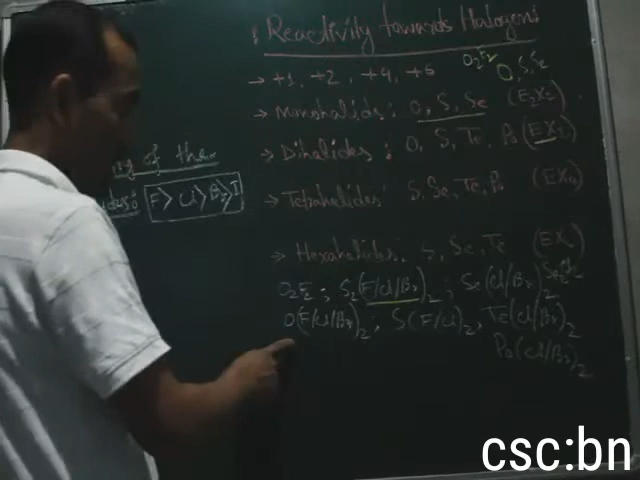 : Reactivity towards Halogens
→ +1, +2, +4, +6 O2F2 O, S, Se
→ Monohalides: O, S, Se (E2X2)
→ Dihalides: O, S, Te, Po (EX2)
→ Tetrahalides: S, Se, Te, Po (EX4)
→ Hexahalides. S, Se, Te (EX6)
of the
F > Cl > Br > I
O2F2 ; S2(F/Cl/Br)2 ; Se(Cl/Br)2
O(F/Cl/Br)2 ; S(F/Cl)2, Te(Cl/Br)2
Po(Cl/Br)2
csc:bn